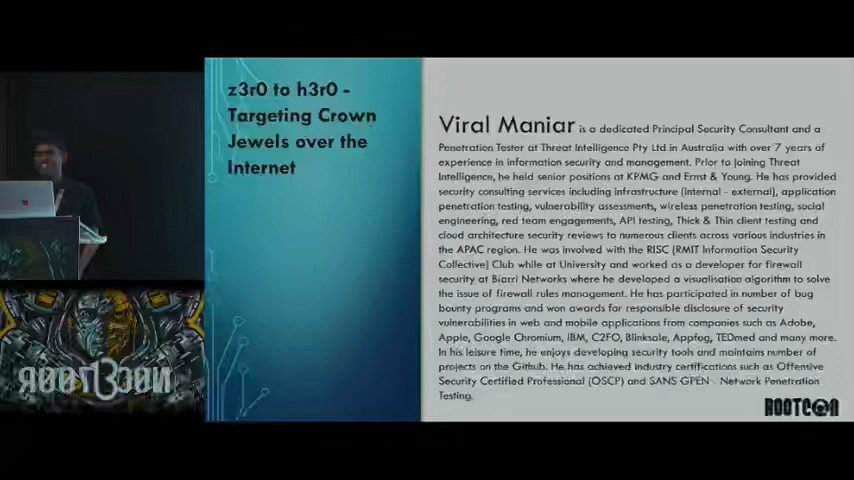 z3r0 to h3r0 -
Targeting Crown
Jewels over the
Internet
Viral Maniar is a dedicated Principal Security Consultant and a
Penetration Tester at Threat Intelligence Pty Ltd in Australia with over 7 years of
experience in information security and management. Prior to joining Threat
Intelligence, he held senior positions at KPMG and Ernst & Young. He has provided
security consulting services including infrastructure (internal - external), application
penetration testing, vulnerability assessments, wireless penetration testing, social
engineering, red team engagements, API testing, Thick & Thin client testing and
cloud architecture security reviews to numerous clients across various industries in
the APAC region. He was involved with the RISC (RMIT Information Security
Collective) Club while at University and worked as a developer for firewall
security at Biarri Networks where he developed a visualisation algorithm to solve
the issue of firewall rules management. He has participated in number of bug
bounty programs and won awards for responsible disclosure of security
vulnerabilities in web and mobile applications from companies such as Adobe,
Apple, Google Chromium, IBM, C2FO, Blinksale, Appfog, TEDmed and many more.
In his leisure time, he enjoys developing security tools and maintains number of
projects on the Github. He has achieved industry certifications such as Offensive
Security Certified Professional (OSCP) and SANS GPEN - Network Penetration
Testing.
ROOTCON